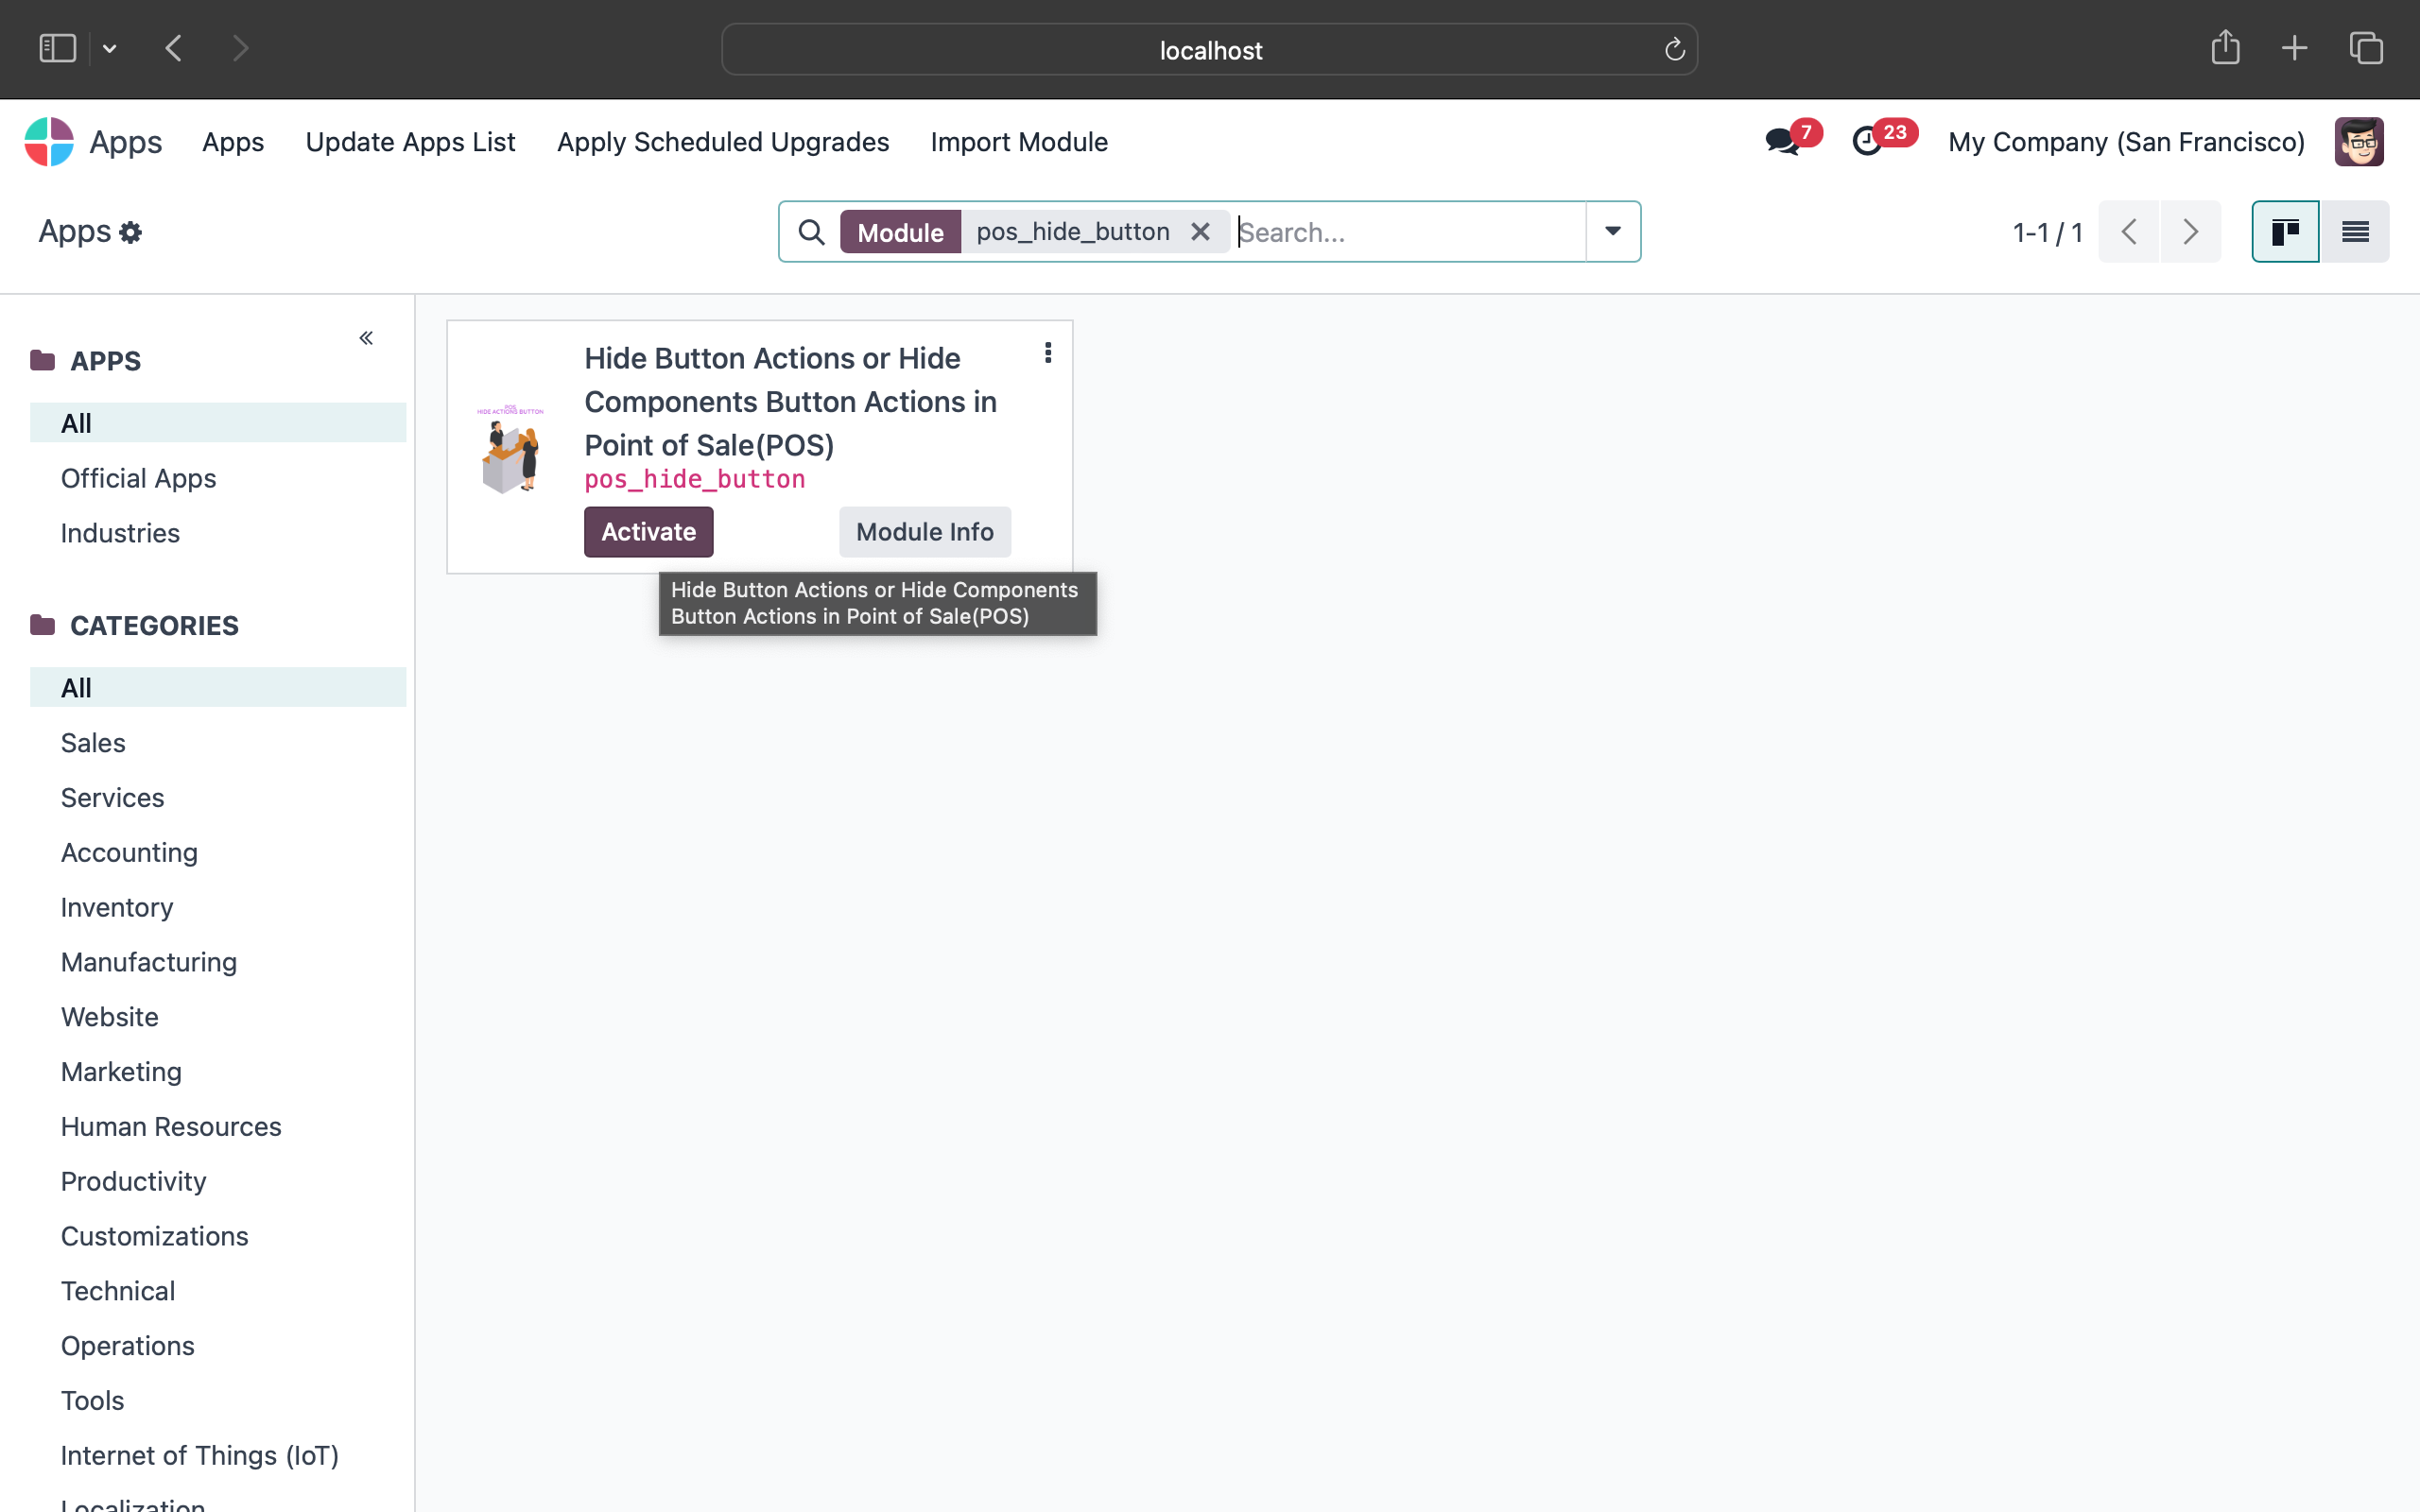 localhost
Apps
Apps
Update Apps List
Apply Scheduled Upgrades
Import Module
7
23
My Company (San Francisco)
Apps
Module
pos_hide_button
Search...
1-1 / 1
APPS
All
Official Apps
Industries
CATEGORIES
All
Sales
Services
Accounting
Inventory
Manufacturing
Website
Marketing
Human Resources
Productivity
Customizations
Technical
Operations
Tools
Internet of Things (IoT)
Localization
POS
HIDE ACTIONS BUTTON
Hide Button Actions or Hide
Components Button Actions in
Point of Sale(POS)
pos_hide_button
Activate
Module Info
Hide Button Actions or Hide Components
Button Actions in Point of Sale(POS)